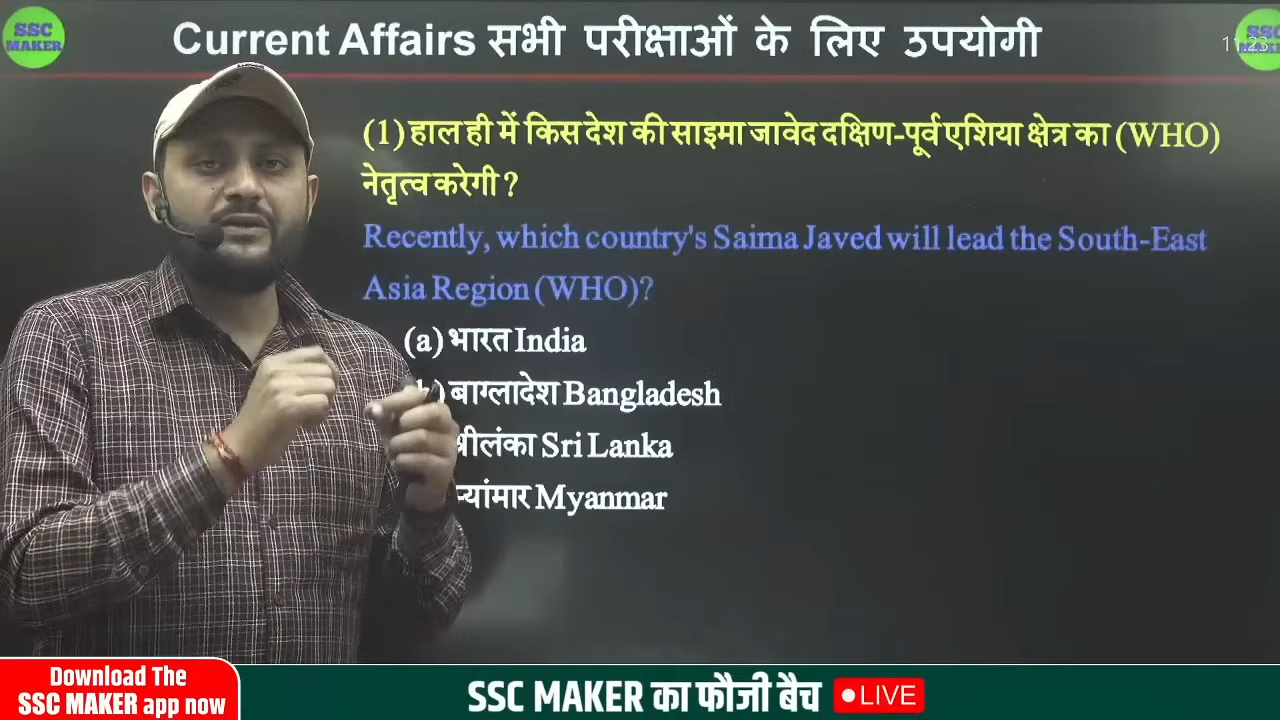 SSC
MAKER
Current Affairs सभी परीक्षाओं के लिए उपयोगी
11:23
(1) हाल ही में किस देश की साइमा जावेद दक्षिण-पूर्व एशिया क्षेत्र का (WHO)
नेतृत्व करेगी ?
Recently, which country's Saima Javed will lead the South-East
Asia Region (WHO)?
(a) भारत India
बाग्लादेश Bangladesh
श्रीलंका Sri Lanka
म्यांमार Myanmar
Download The
SSC MAKER app now
SSC MAKER का फौजी बैच
LIVE